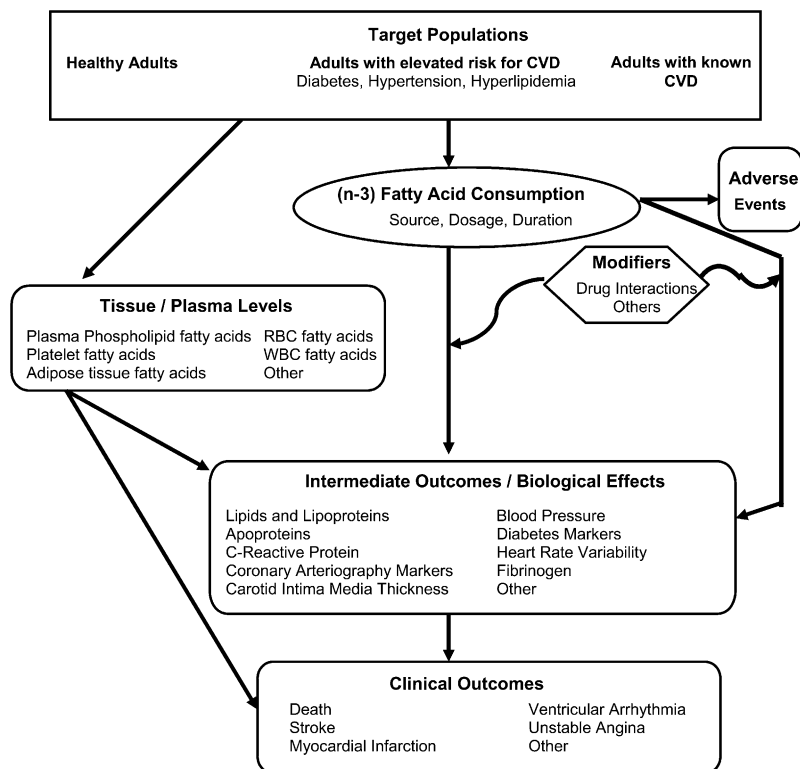 Target Populations
Healthy Adults
Adults with elevated risk for CVD
Diabetes, Hypertension, Hyperlipidemia
Adults with known
CVD
(n-3) Fatty Acid Consumption
Source, Dosage, Duration
Adverse
Events
Modifiers
Drug Interactions
Others
Tissue / Plasma Levels
Plasma Phospholipid fatty acids
RBC fatty acids
Platelet fatty acids
WBC fatty acids
Adipose tissue fatty acids
Other
Intermediate Outcomes / Biological Effects
Lipids and Lipoproteins
Blood Pressure
Apoproteins
Diabetes Markers
C-Reactive Protein
Heart Rate Variability
Coronary Arteriography Markers
Fibrinogen
Carotid Intima Media Thickness
Other
Clinical Outcomes
Death
Ventricular Arrhythmia
Stroke
Unstable Angina
Myocardial Infarction
Other